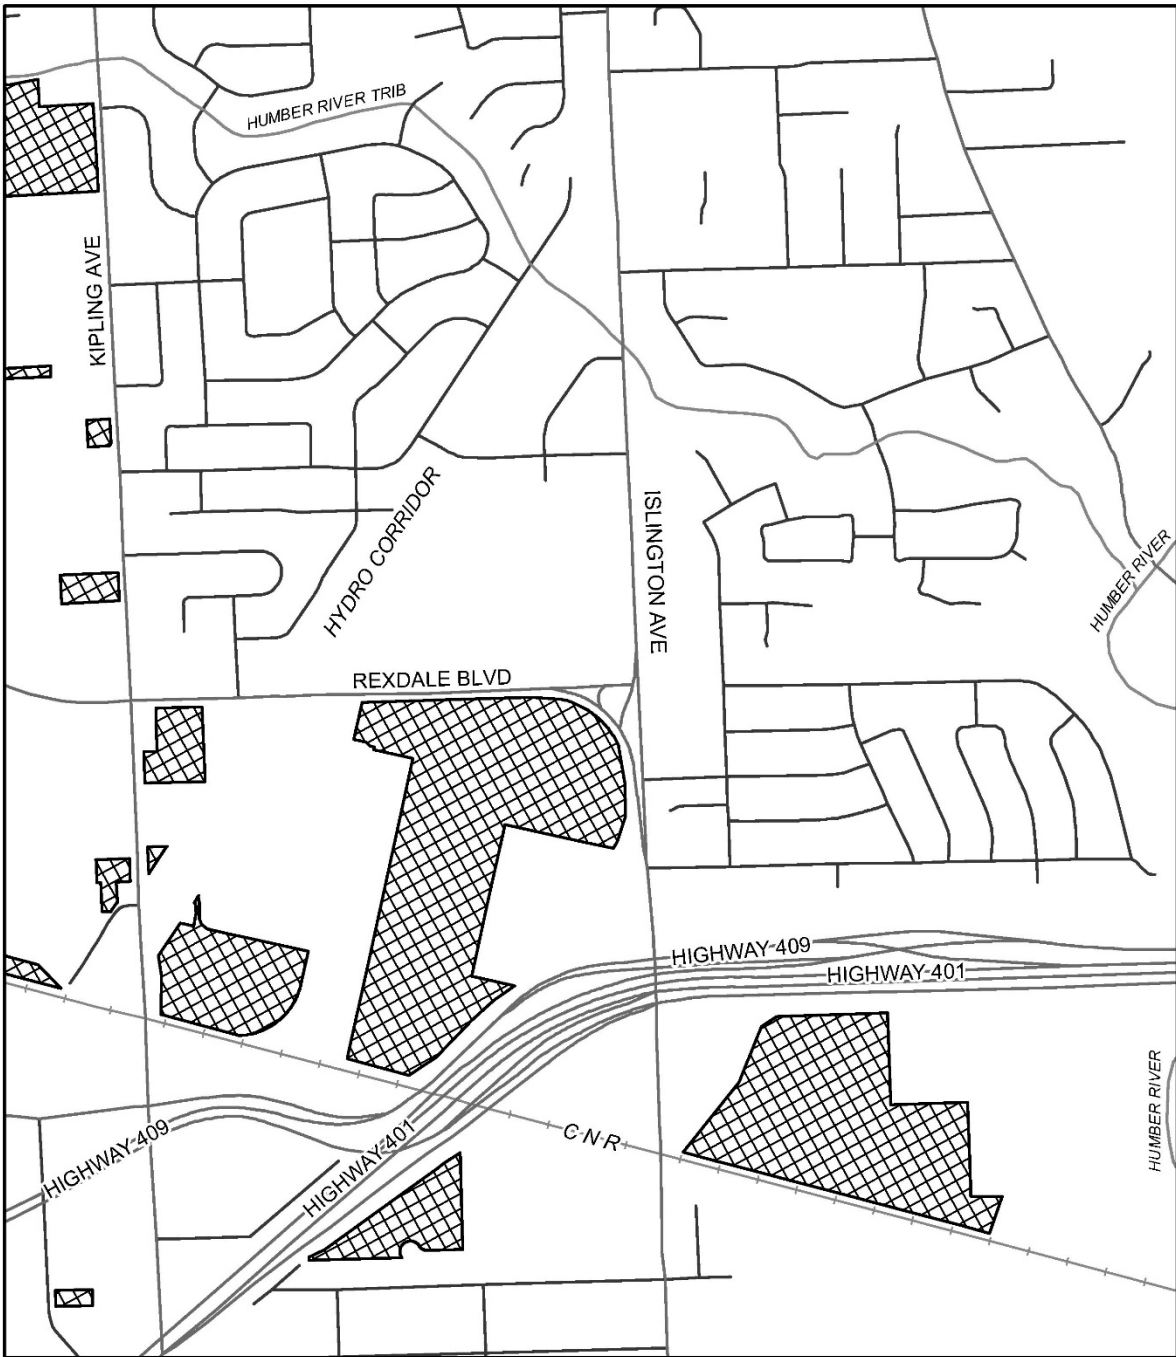 HUMBER RIVER TRIB
KIPLING AVE
HYDRO CORRIDOR
ISLINGTON AVE
HUMBER RIVER
REXDALE BLVD
HIGHWAY 409
HIGHWAY 401
HUMBER RIVER
C N R
HIGHWAY 409
HIGHWAY 401